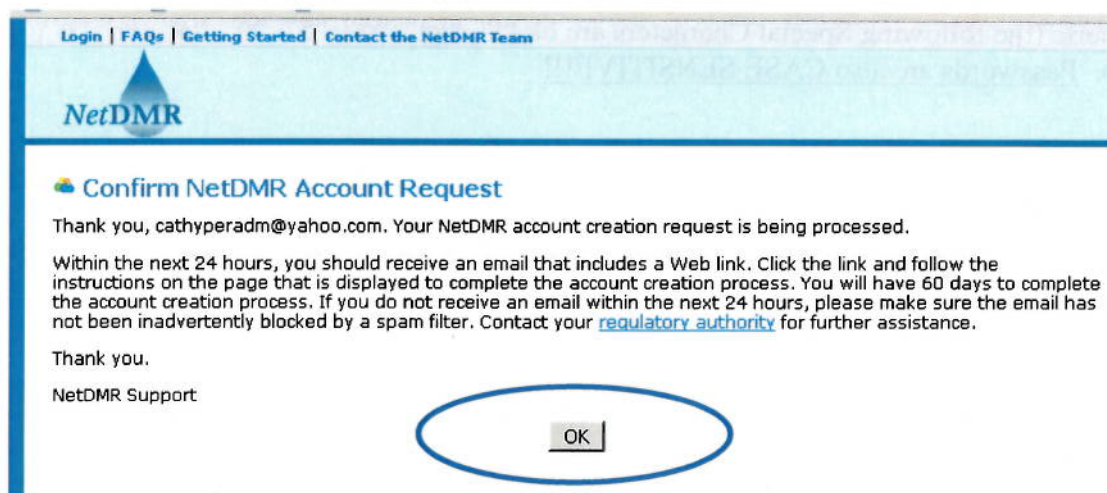 Login | FAQs | Getting Started | Contact the NetDMR Team
NetDMR
Confirm NetDMR Account Request
Thank you, cathyperadm@yahoo.com. Your NetDMR account creation request is being processed.
Within the next 24 hours, you should receive an email that includes a Web link. Click the link and follow the
instructions on the page that is displayed to complete the account creation process. You will have 60 days to complete
the account creation process. If you do not receive an email within the next 24 hours, please make sure the email has
not been inadvertently blocked by a spam filter. Contact your regulatory authority for further assistance.
Thank you.
NetDMR Support
OK